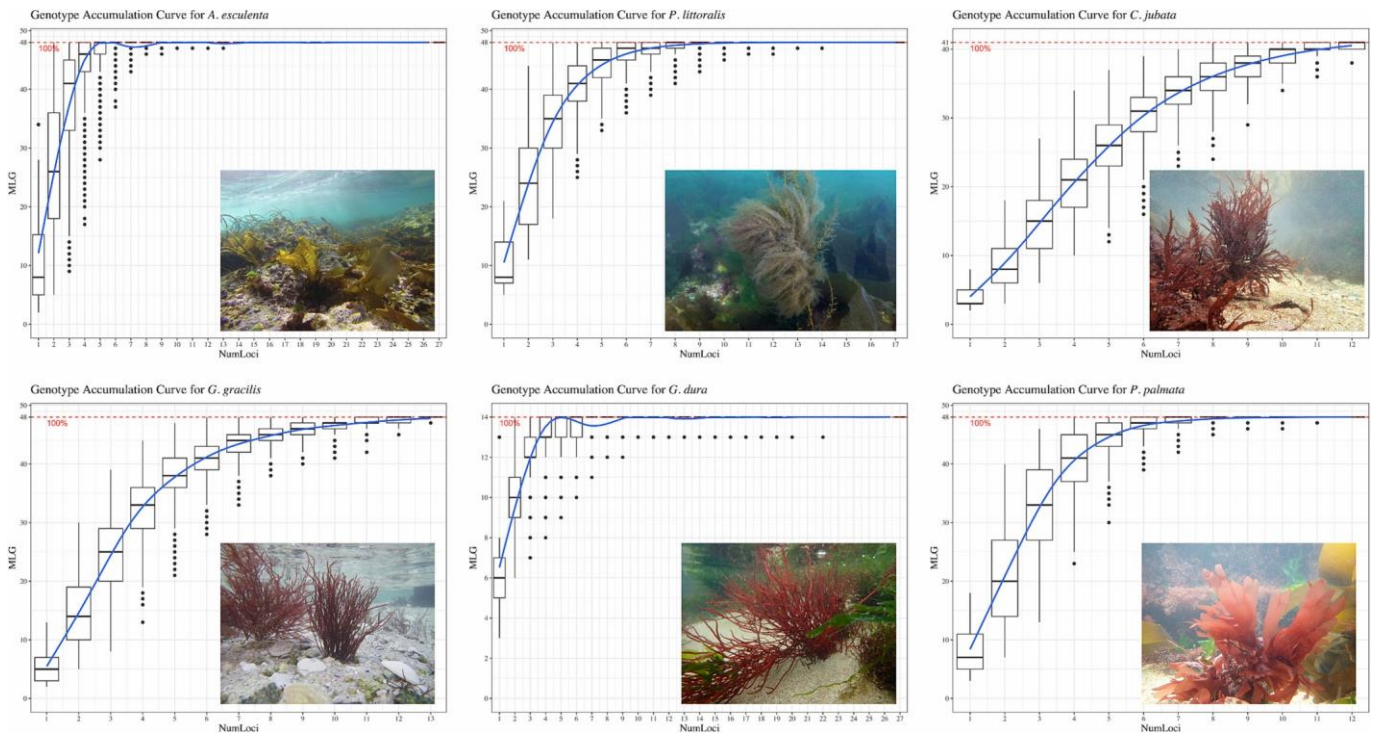 Genotype Accumulation Curve for A. esculenta
50
48
100%
40
30
20
10
0
MLG
1 2 3 4 5 6 7 8 9 10 11 12 13 14 15 16 17 18 19 20 21 22 23 24 25 26 27
NumLoci
Genotype Accumulation Curve for P. littoralis
50
48
100%
40
30
20
10
0
MLG
1 2 3 4 5 6 7 8 9 10 11 12 13 14 15 16 17
NumLoci
Genotype Accumulation Curve for C. jubata
41
40
100%
30
20
10
0
MLG
1 2 3 4 5 6 7 8 9 10 11 12
NumLoci
Genotype Accumulation Curve for G. gracilis
50
48
100%
40
30
20
10
0
MLG
1 2 3 4 5 6 7 8 9 10 11 12 13
NumLoci
Genotype Accumulation Curve for G. dura
14
100%
12
10
8
6
4
2
0
MLG
1 2 3 4 5 6 7 8 9 10 11 12 13 14 15 16 17 18 19 20 21 22 23 24 25 26 27
NumLoci
Genotype Accumulation Curve for P. palmata
50
48
100%
40
30
20
10
0
MLG
1 2 3 4 5 6 7 8 9 10 11 12
NumLoci